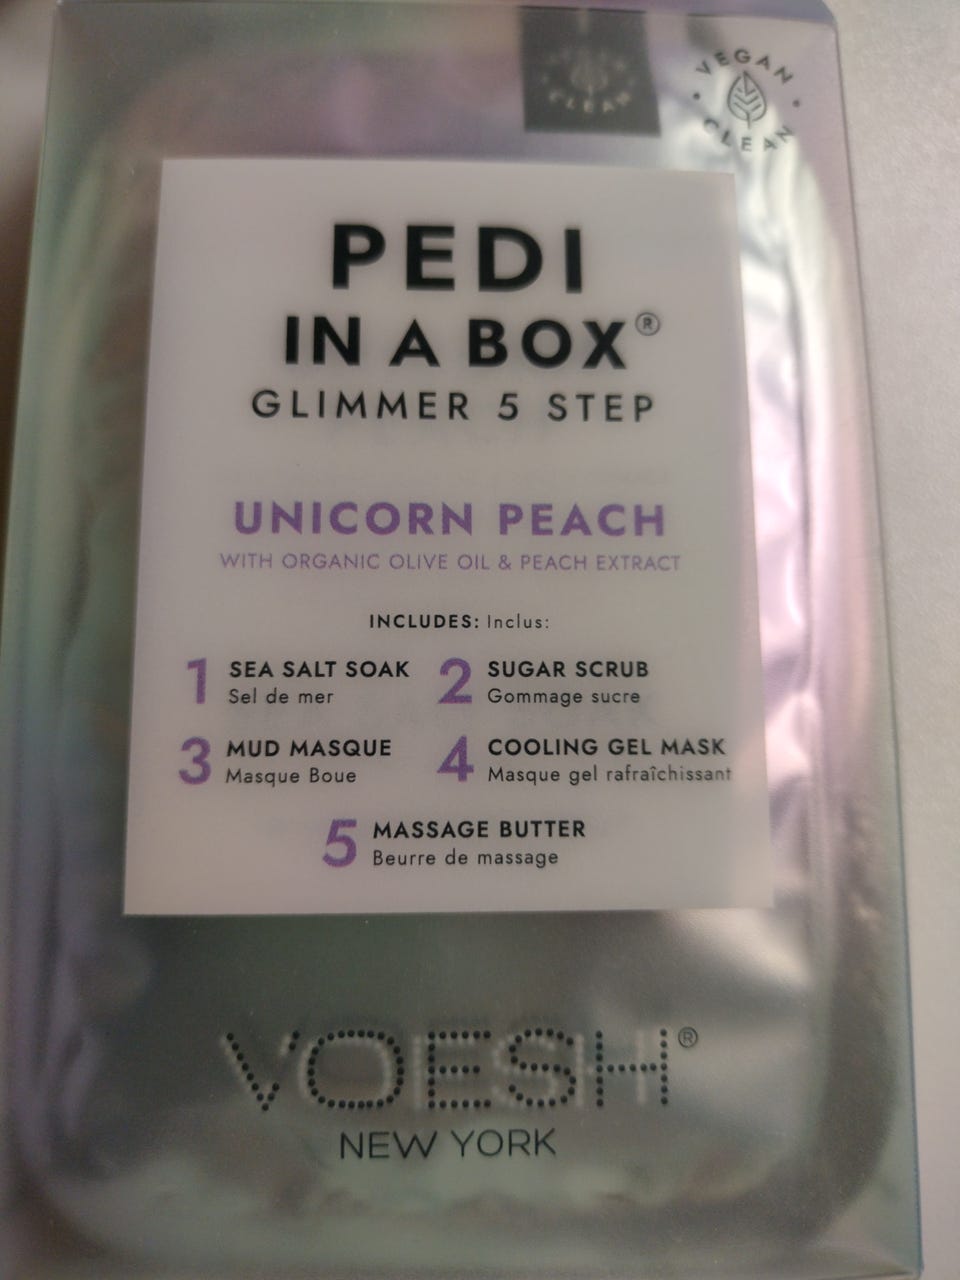 VEGAN
CLEAN
PEDI
IN A BOX®
GLIMMER 5 STEP
UNICORN PEACH
WITH ORGANIC OLIVE OIL & PEACH EXTRACT
INCLUDES: Inclus:
1 SEA SALT SOAK
Sel de mer
2 SUGAR SCRUB
Gommage sucre
3 MUD MASQUE
Masque Boue
4 COOLING GEL MASK
Masque gel rafraîchissant
5 MASSAGE BUTTER
Beurre de massage
VOESH®
NEW YORK